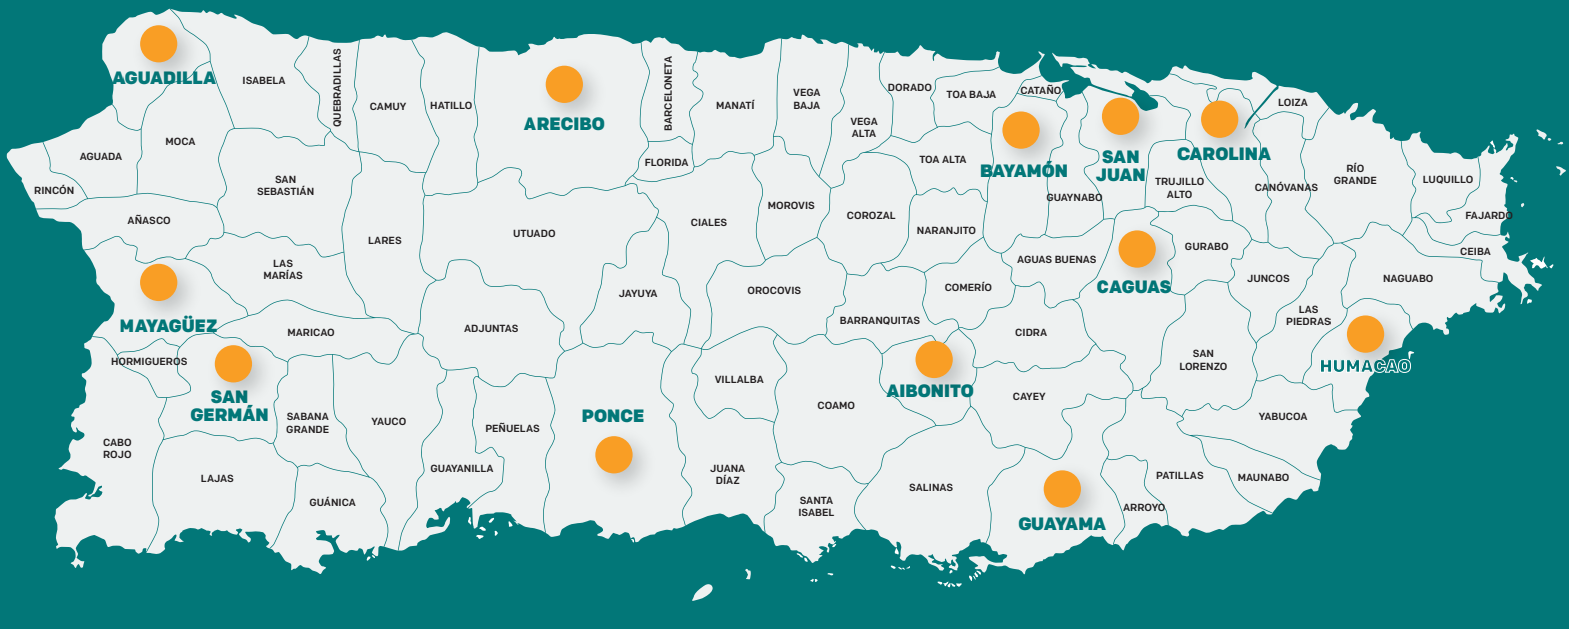 AGUADILLA
ISABELA
QUEBRADILLAS
CAMUY
HATILLO
ARECIBO
BARCELONETA
MANATÍ
VEGA
BAJA
VEGA
ALTA
DORADO
TOA BAJA
CATAÑO
BAYAMÓN
SAN
JUAN
CAROLINA
LOIZA
AGUADA
MOCA
RINCÓN
SAN
SEBASTIÁN
FLORIDA
TOA ALTA
GUAYNABO
TRUJILLO
ALTO
CANÓVANAS
RÍO
GRANDE
LUQUILLO
FAJARDO
CEIBA
AÑASCO
LARES
UTUADO
CIALES
MOROVIS
COROZAL
NARANJITO
AGUAS BUENAS
CAGUAS
GURABO
JUNCOS
NAGUABO
LAS
MARÍAS
MAYAGÜEZ
MARICAO
ADJUNTAS
JAYUYA
OROCOVIS
BARRANQUITAS
COMERÍO
CIDRA
LAS
PIEDRAS
HUMACAO
HORMIGUEROS
SAN
GERMÁN
SABANA
GRANDE
YAUCO
PEÑUELAS
PONCE
VILLALBA
COAMO
AIBONITO
CAYEY
SAN
LORENZO
YABUCOA
CABO
ROJO
LAJAS
GUÁNICA
GUAYANILLA
JUANA
DÍAZ
SANTA
ISABEL
SALINAS
GUAYAMA
ARROYO
PATILLAS
MAUNABO